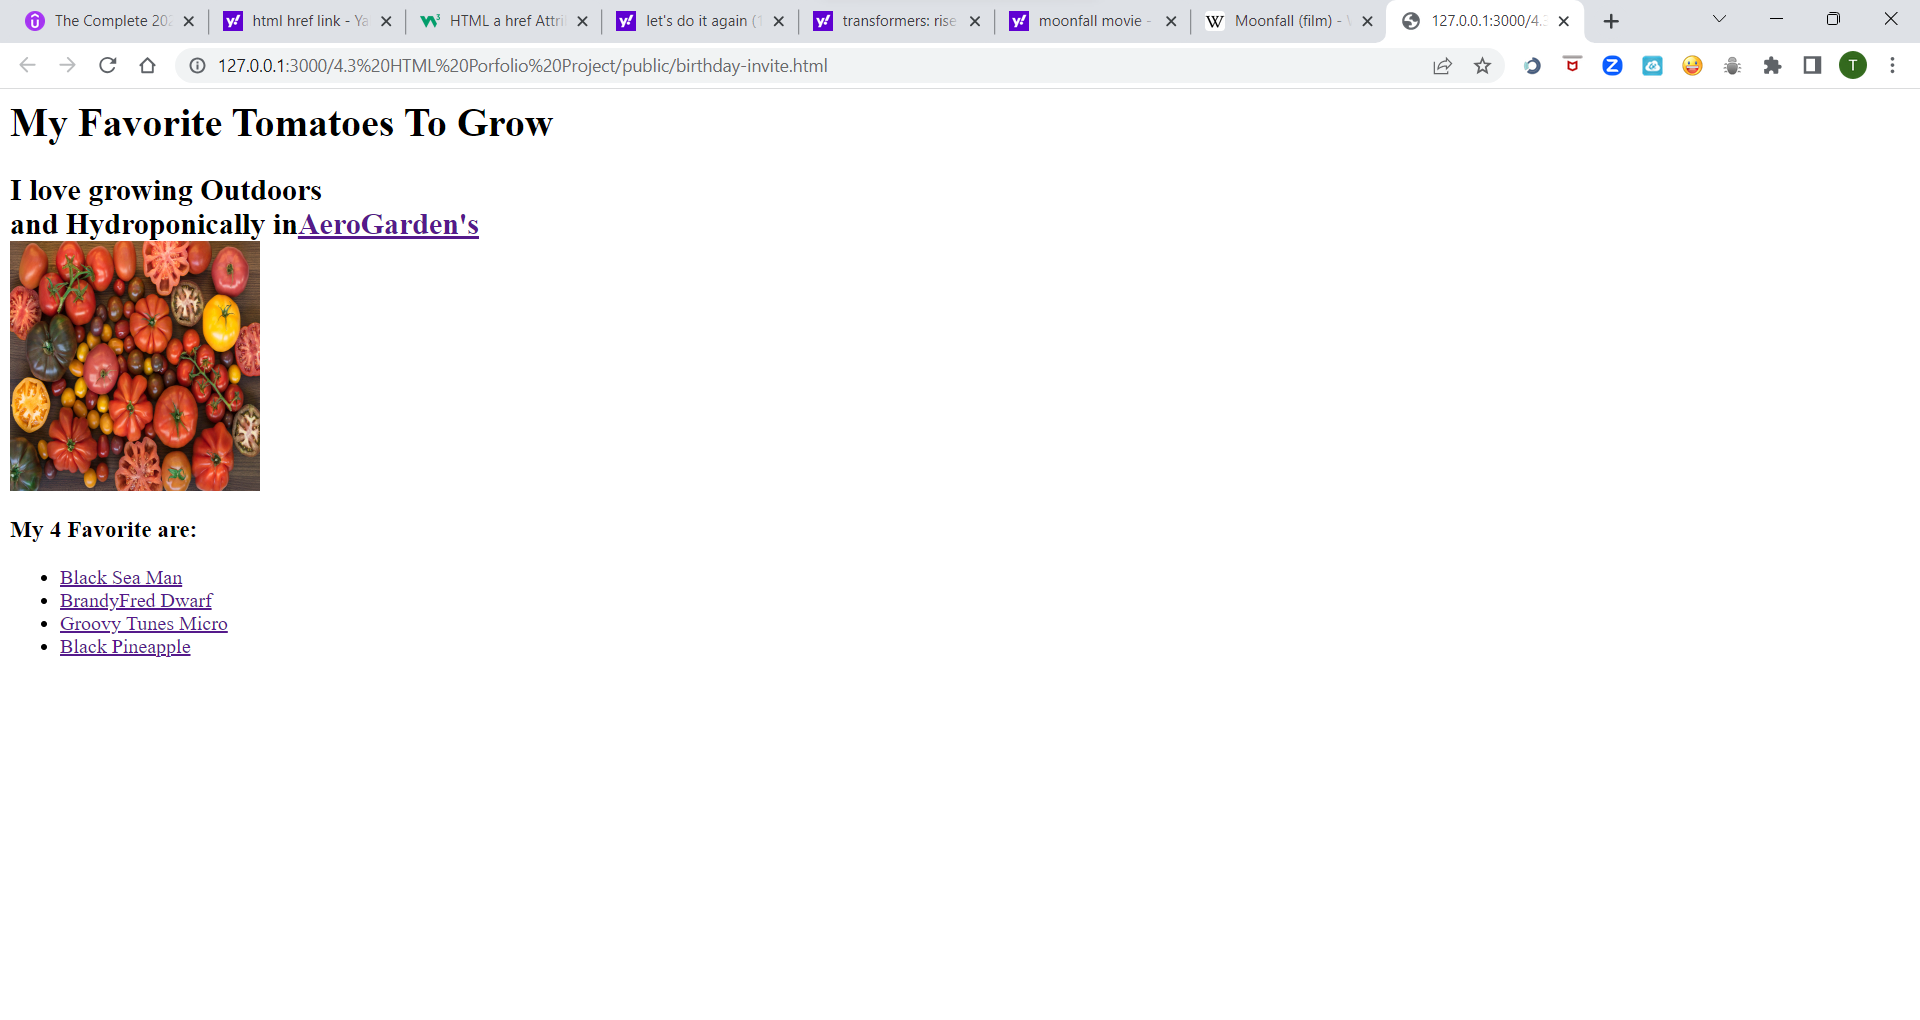 The Complete 202
html href link - Ya
HTML a href Attri
let's do it again (1
transformers: rise
moonfall movie -
Moonfall (film) -
127.0.0.1:3000/4.3
127.0.0.1:3000/4.3%20HTML%20Porfolio%20Project/public/birthday-invite.html
T
My Favorite Tomatoes To Grow
I love growing Outdoors
and Hydroponically inAeroGarden's
My 4 Favorite are:
Black Sea Man
BrandyFred Dwarf
Groovy Tunes Micro
Black Pineapple